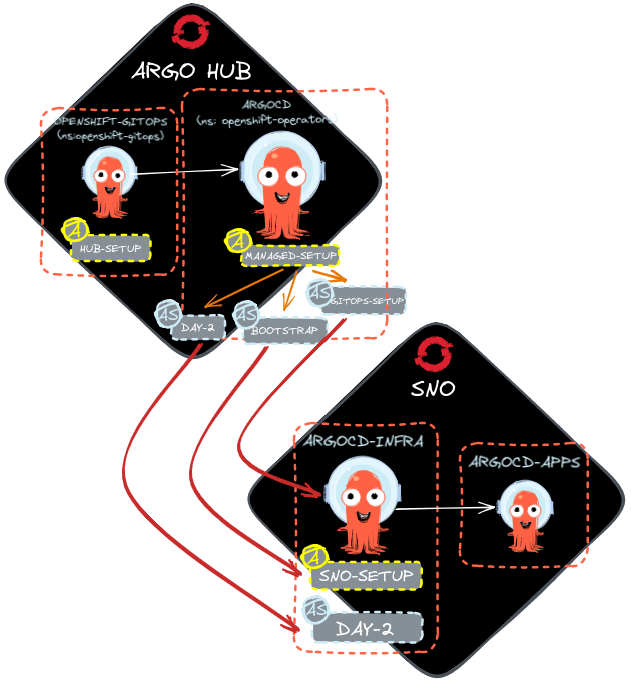 ARGO HUB
OPENSHIFT-GITOPS
(ns:openshift-gitops)
ARGOCD
(ns: openshift-operators)
A
HUB-SETUP
A
MANAGED-SETUP
AS
DAY-2
AS
BOOTSTRAP
AS
GITOPS-SETUP
SNO
ARGOCD-INFRA
ARGOCD-APPS
A
SNO-SETUP
AS
DAY-2